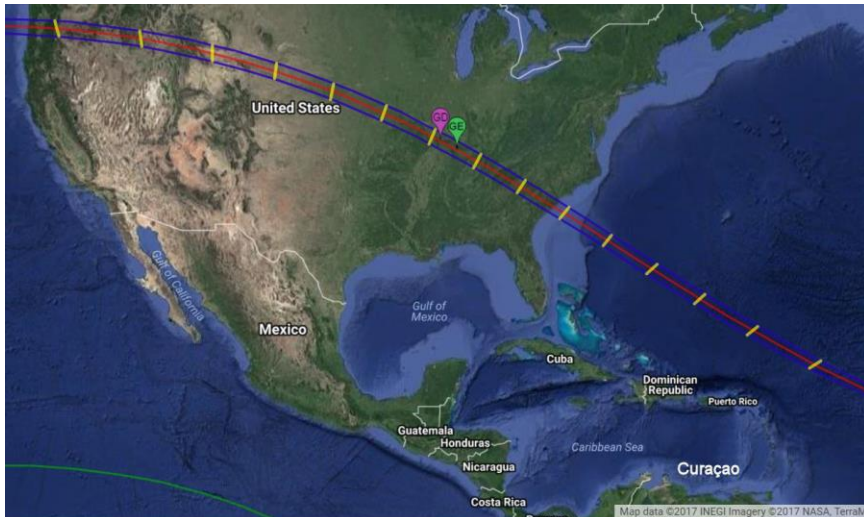 United States
GD
GE
Gulf of California
Gulf of
Mexico
Mexico
Cuba
Dominican
Republic
Puerto Rico
Guatemala
Honduras
Caribbean Sea
Nicaragua
Curaçao
Costa Rica
Map data ©2017 INEGI Imagery ©2017 NASA, TerraM